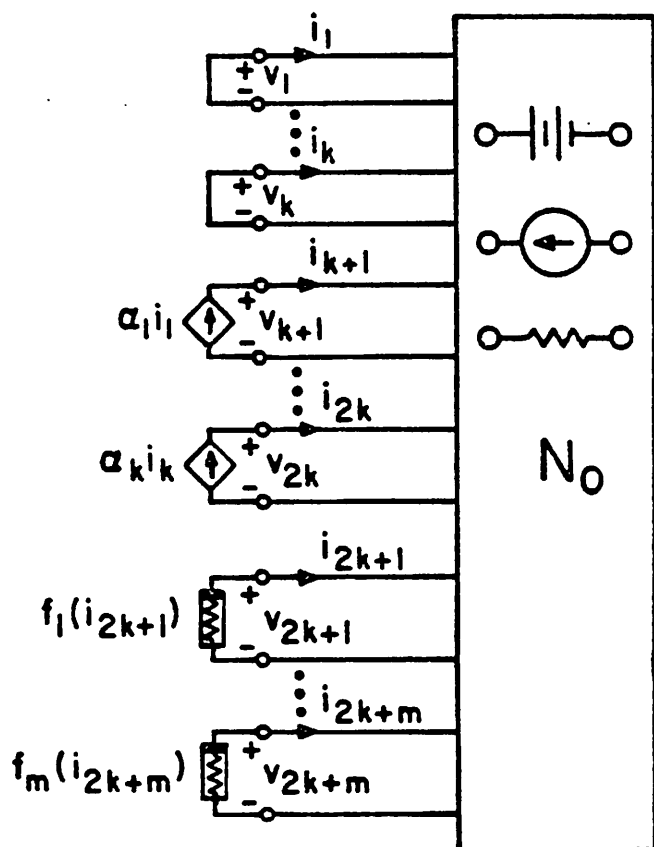 i₁
+
v₁
−
iₖ
+
vₖ
−
iₖ₊₁
+
α₁i₁
vₖ₊₁
−
i₂ₖ
+
αₖiₖ
v₂ₖ
−
N₀
i₂ₖ₊₁
+
f₁(i₂ₖ₊₁)
v₂ₖ₊₁
−
i₂ₖ₊ₘ
+
fₘ(i₂ₖ₊ₘ)
v₂ₖ₊ₘ
−